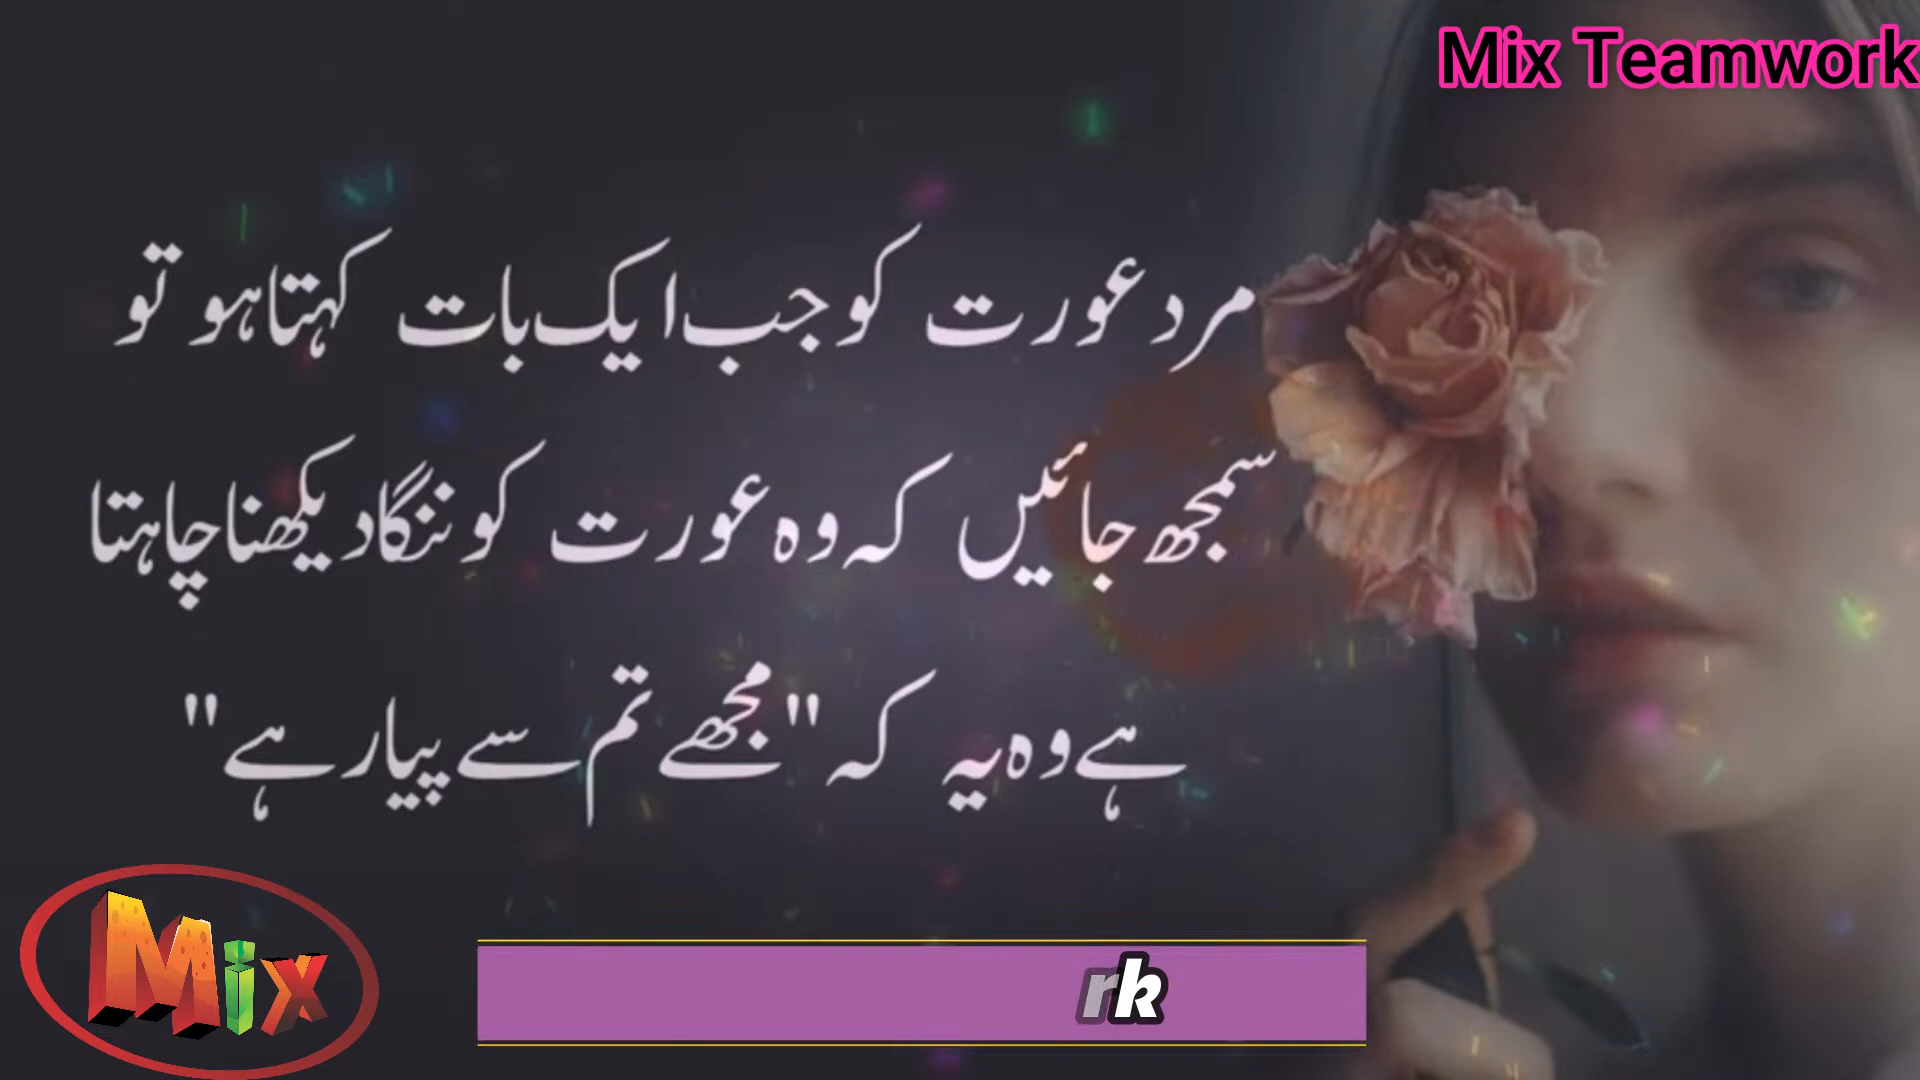 Mix Teamwork
مرد عورت کو جب ایک بات کہتا ہو تو
سمجھ جائیں کہ وہ عورت کو ننگا دیکھنا چاہتا
ہے وہ یہ کہ "مجھے تم سے پیار ہے"
Mix
rk